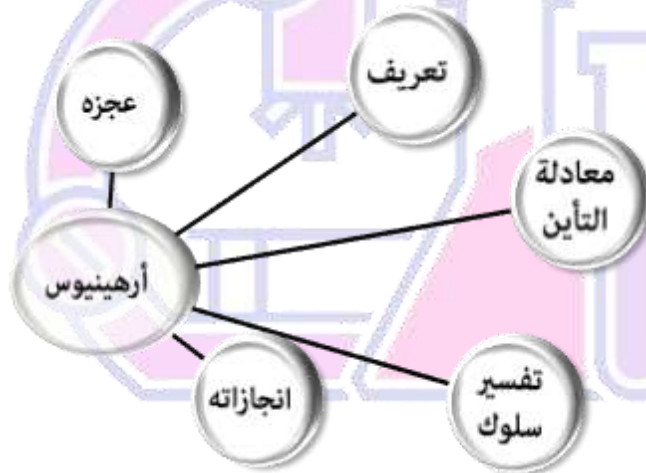 تعريف
عجزه
معادلة
التأين
أرهينيوس
تفسير
سلوك
انجازاته